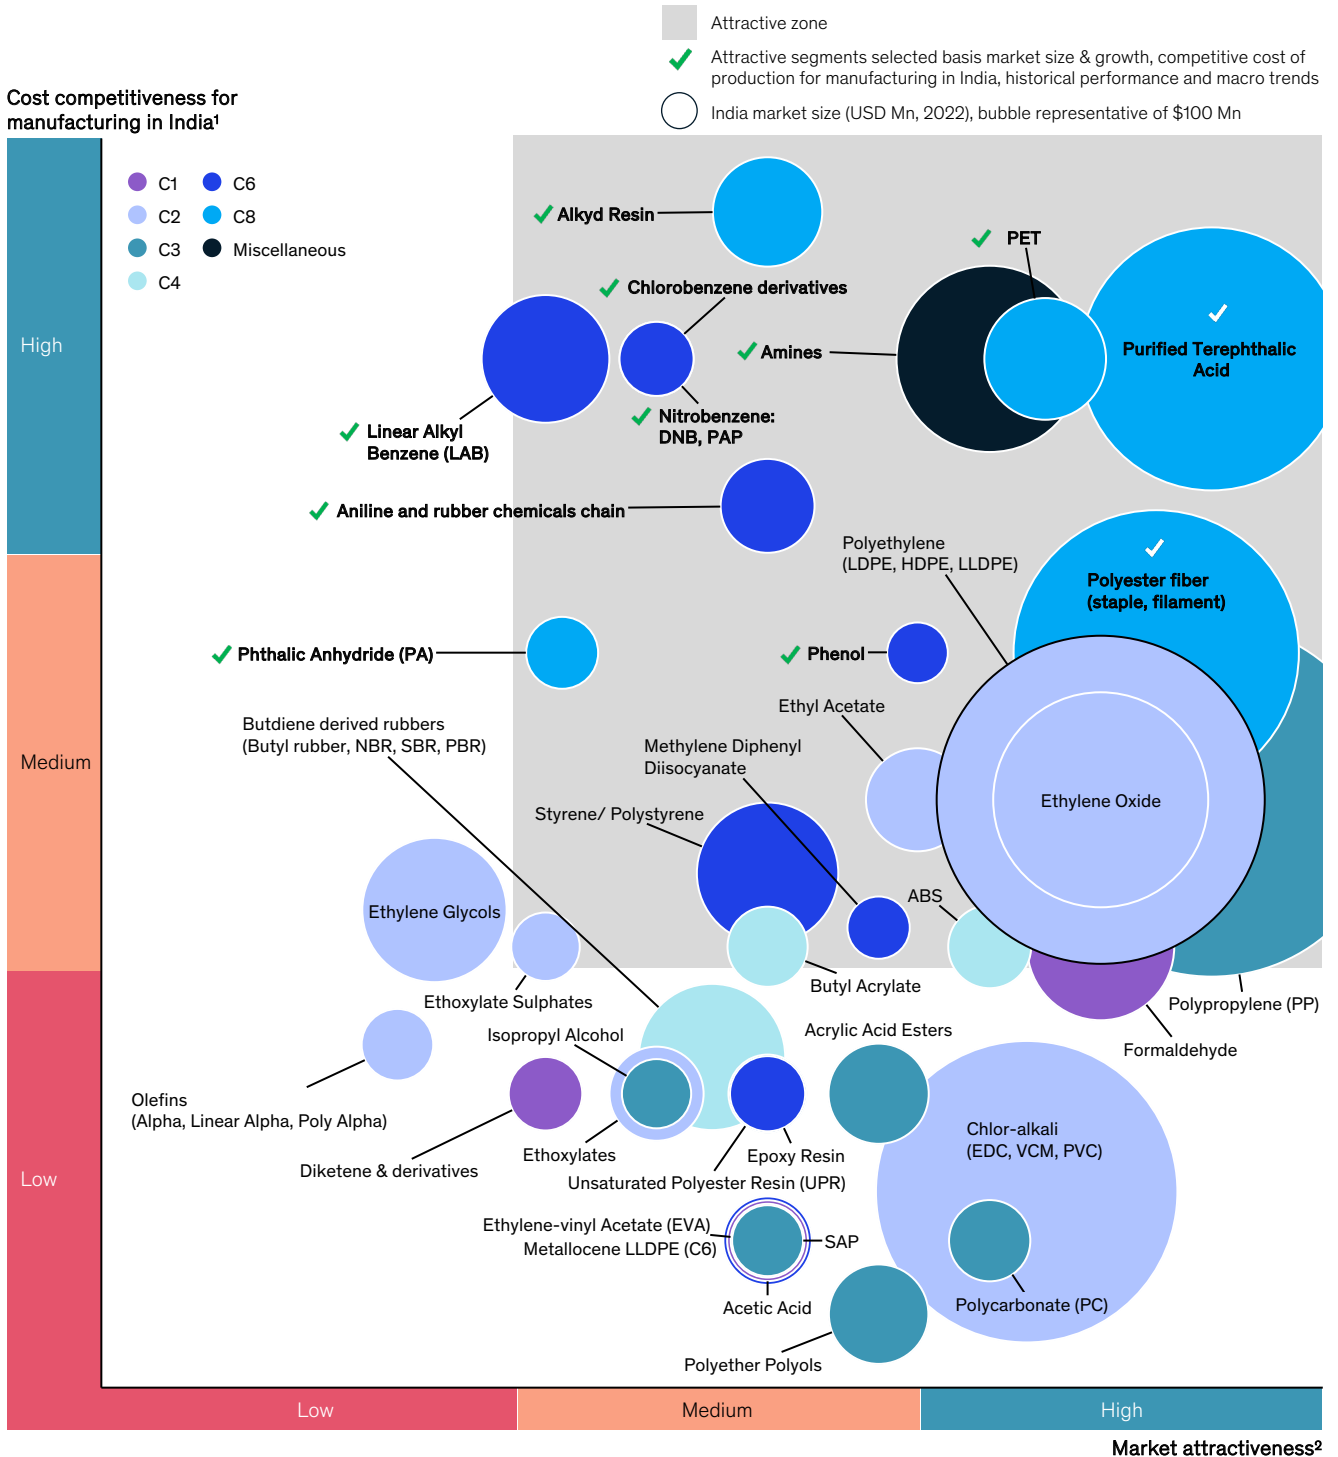 Attractive zone
Attractive segments selected basis market size & growth, competitive cost of
production for manufacturing in India, historical performance and macro trends
India market size (USD Mn, 2022), bubble representative of $100 Mn
Cost competitiveness for
manufacturing in India¹
C1
C6
C2
C8
C3
Miscellaneous
C4
High
Medium
Low
Alkyd Resin
PET
Chlorobenzene derivatives
Amines
Purified Terephthalic
Acid
Nitrobenzene:
DNB, PAP
Linear Alkyl
Benzene (LAB)
Aniline and rubber chemicals chain
Polyethylene
(LDPE, HDPE, LLDPE)
Polyester fiber
(staple, filament)
Phthalic Anhydride (PA)
Phenol
Ethyl Acetate
Butdiene derived rubbers
(Butyl rubber, NBR, SBR, PBR)
Methylene Diphenyl
Diisocyanate
Styrene/ Polystyrene
Ethylene Oxide
ABS
Ethylene Glycols
Butyl Acrylate
Ethoxylate Sulphates
Polypropylene (PP)
Isopropyl Alcohol
Acrylic Acid Esters
Formaldehyde
Olefins
(Alpha, Linear Alpha, Poly Alpha)
Chlor-alkali
(EDC, VCM, PVC)
Ethoxylates
Epoxy Resin
Diketene & derivatives
Unsaturated Polyester Resin (UPR)
Ethylene-vinyl Acetate (EVA)
Metallocene LLDPE (C6)
SAP
Acetic Acid
Polycarbonate (PC)
Polyether Polyols
Low
Medium
High
Market attractiveness²